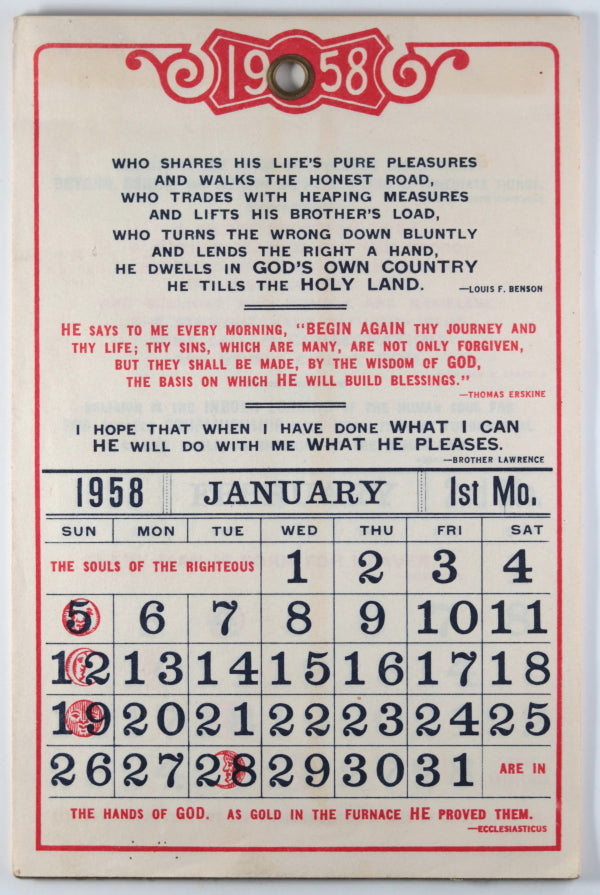 1958
WHO SHARES HIS LIFE'S PURE PLEASURES
AND WALKS THE HONEST ROAD,
WHO TRADES WITH HEAPING MEASURES
AND LIFTS HIS BROTHER'S LOAD,
WHO TURNS THE WRONG DOWN BLUNTLY
AND LENDS THE RIGHT A HAND,
HE DWELLS IN GOD'S OWN COUNTRY
HE TILLS THE HOLY LAND.
—LOUIS F. BENSON
HE SAYS TO ME EVERY MORNING, "BEGIN AGAIN THY JOURNEY AND
THY LIFE; THY SINS, WHICH ARE MANY, ARE NOT ONLY FORGIVEN,
BUT THEY SHALL BE MADE, BY THE WISDOM OF GOD,
THE BASIS ON WHICH HE WILL BUILD BLESSINGS."
—THOMAS ERSKINE
I HOPE THAT WHEN I HAVE DONE WHAT I CAN
HE WILL DO WITH ME WHAT HE PLEASES.
—BROTHER LAWRENCE
1958 JANUARY 1st Mo.
SUN MON TUE WED THU FRI SAT
THE SOULS OF THE RIGHTEOUS 1 2 3 4
5 6 7 8 9 10 11
12 13 14 15 16 17 18
19 20 21 22 23 24 25
26 27 28 29 30 31 ARE IN
THE HANDS OF GOD. AS GOLD IN THE FURNACE HE PROVED THEM.
—ECCLESIASTICUS